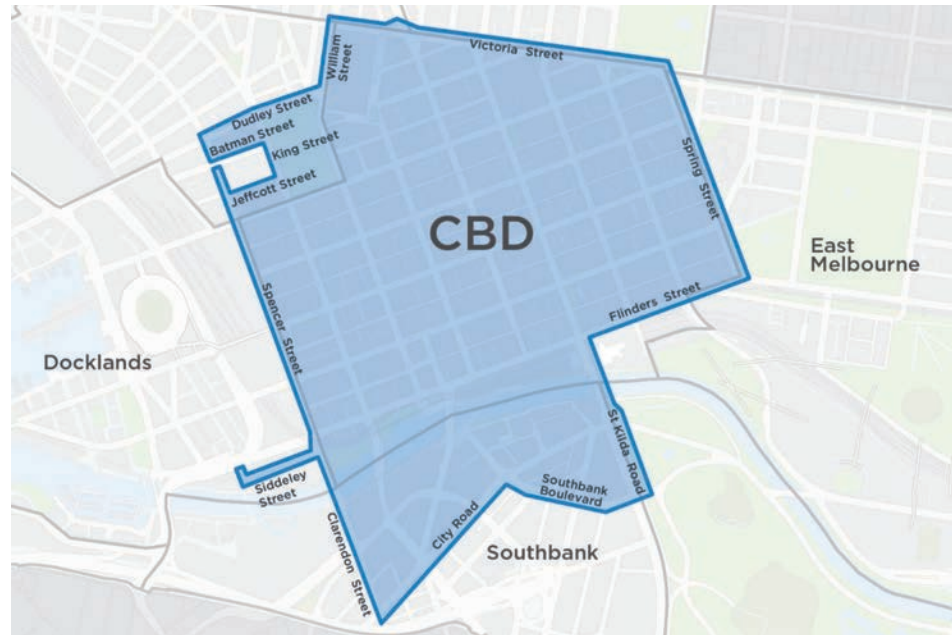 Victoria Street
William
Street
Dudley Street
Batman Street
King Street
Jeffcott Street
Spring Street
CBD
East
Melbourne
Spencer Street
Flinders Street
Docklands
St Kilda Road
Siddeley
Street
Southbank
Boulevard
City Road
Clarendon Street
Southbank